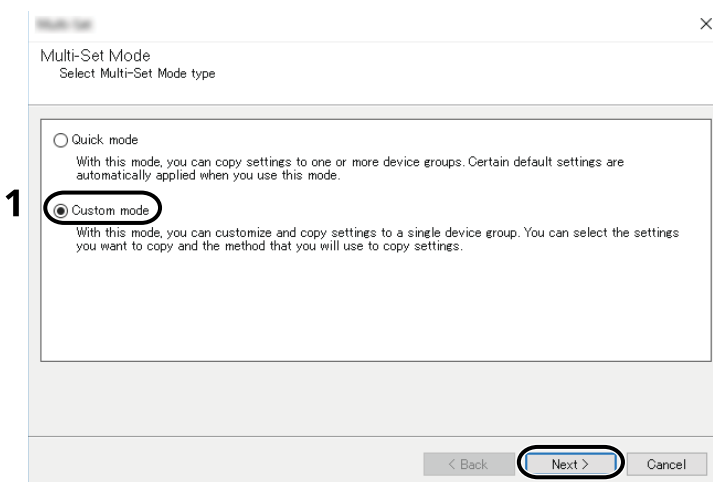 Multi-Set Mode
Select Multi-Set Mode type
Quick mode
With this mode, you can copy settings to one or more device groups. Certain default settings are
automatically applied when you use this mode.
1
Custom mode
With this mode, you can customize and copy settings to a single device group. You can select the settings
you want to copy and the method that you will use to copy settings.
< Back Next > Cancel